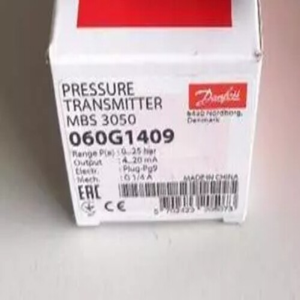 PRESSURE
TRANSMITTER
MBS 3050
060G1409
Range P(e): 0...25 bar
Output: 4...20 mA
Electr.: Plug-Pg9
Mech.: G 1/4 A
Danfoss
6430 Nordborg,
Denmark
MADE IN CHINA
EAC CE